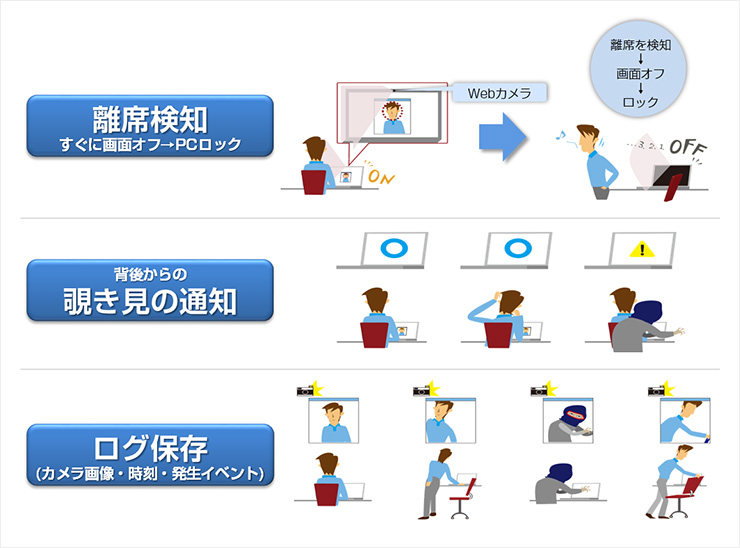 離席検知
すぐに画面オフ→PCロック
Webカメラ
ON
離席を検知
↓
画面オフ
↓
ロック
...3, 2, 1,
OFF
背後からの
覗き見の通知
!
ログ保存
(カメラ画像・時刻・発生イベント)